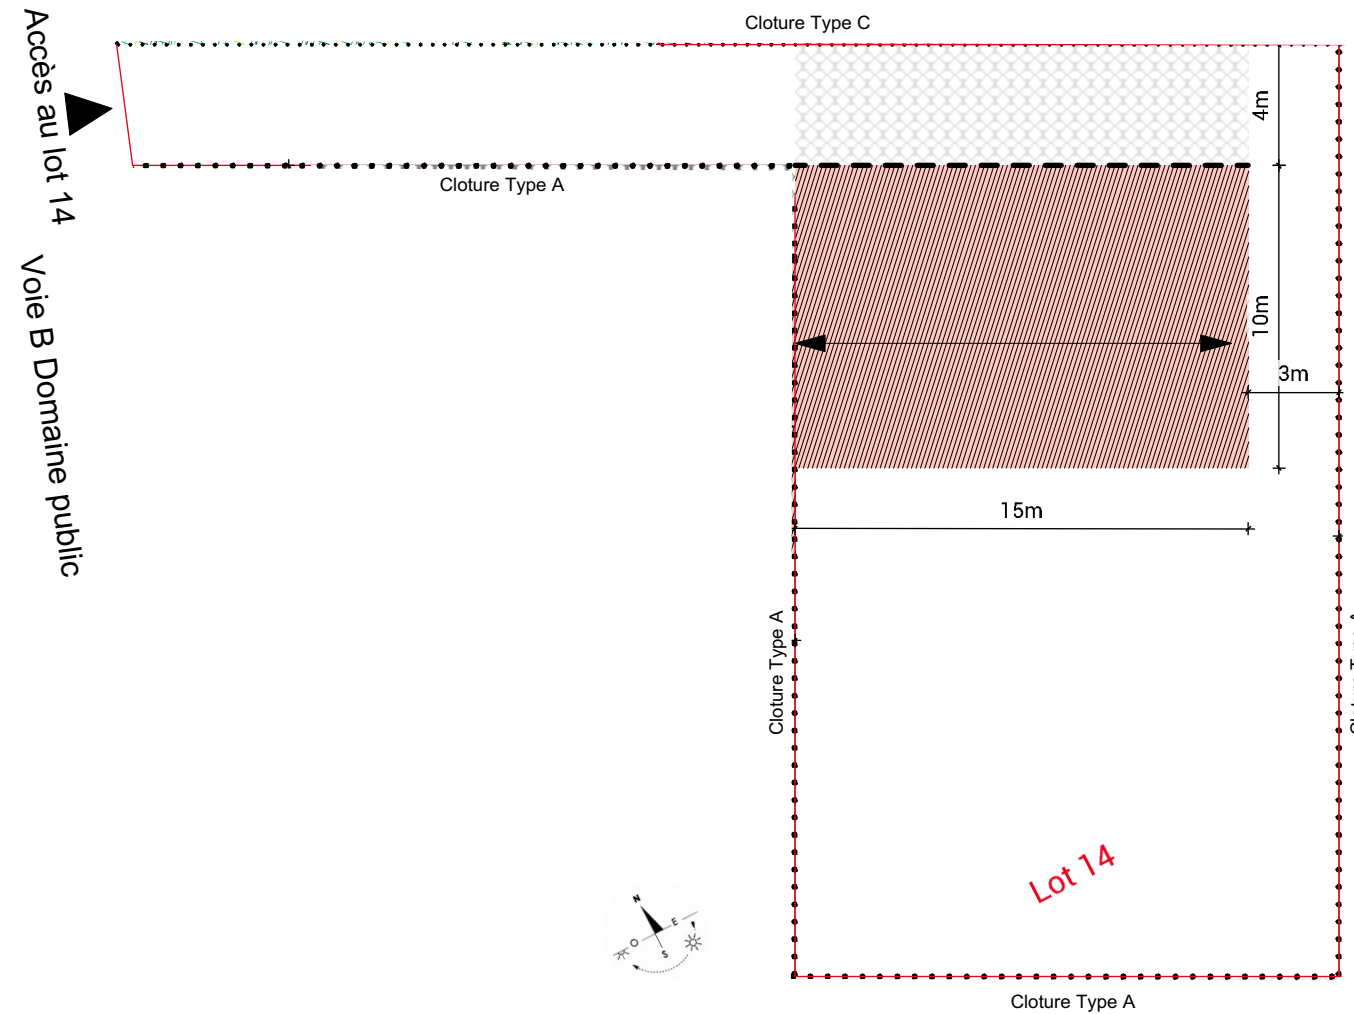 Cloture Type C
Accès au lot 14
4m
Cloture Type A
Voie B Domaine public
10m
3m
15m
Cloture Type A
Lot 14
N
E
O
S
Cloture Type A